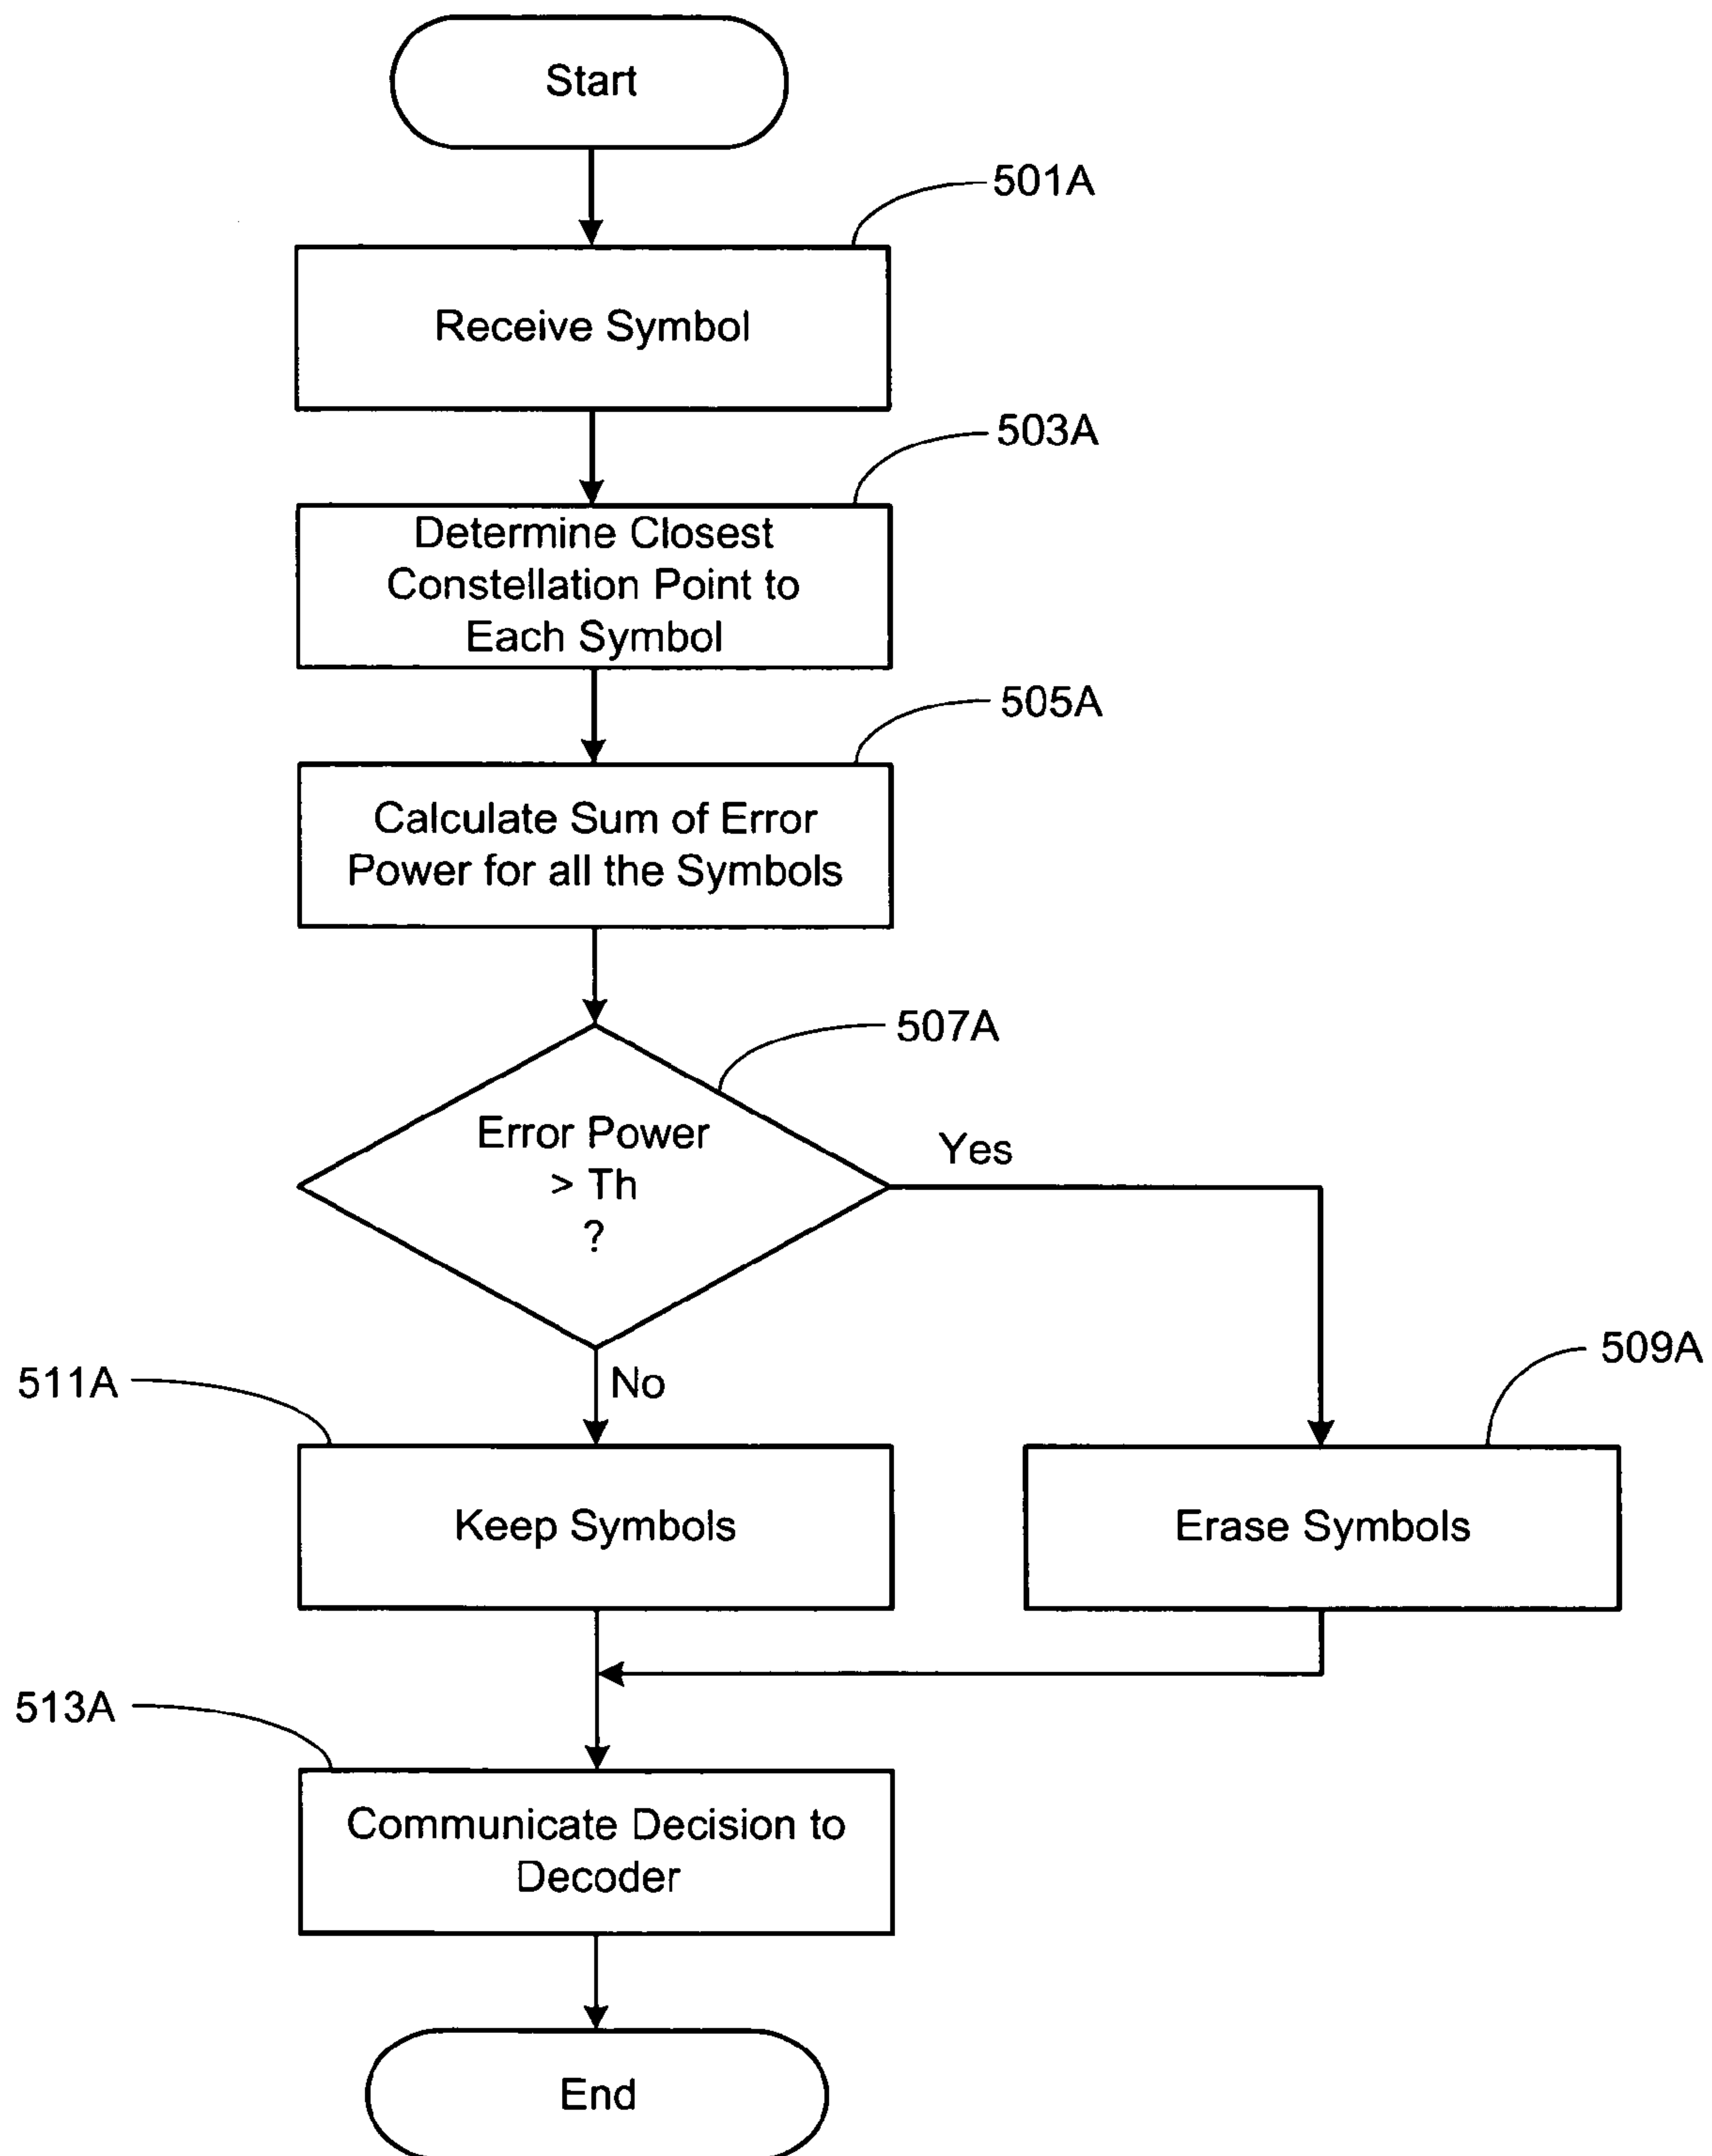 Start
501A
Receive Symbol
503A
Determine Closest
Constellation Point to
Each Symbol
505A
Calculate Sum of Error
Power for all the Symbols
507A
Error Power
> Th
?
Yes
No
511A
509A
Keep Symbols
Erase Symbols
513A
Communicate Decision to
Decoder
End